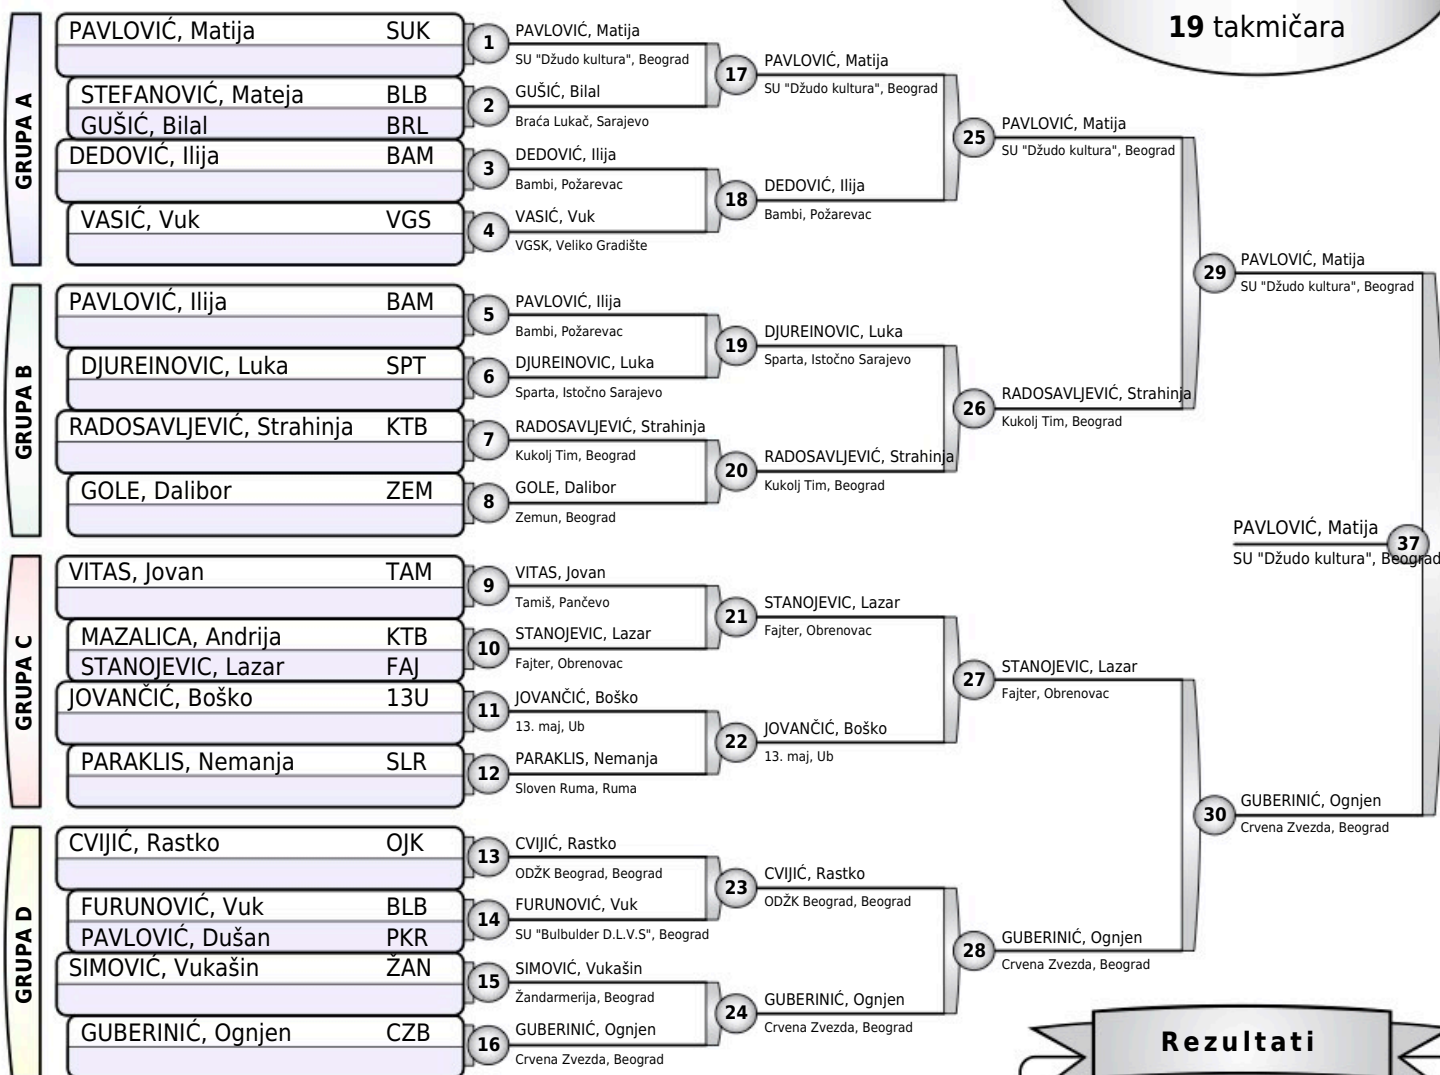 19 takmičara
GRUPA A
PAVLOVIĆ, Matija SUK
STEFANOVIĆ, Mateja BLB
GUŠIĆ, Bilal BRL
DEDOVIĆ, Ilija BAM
VASIĆ, Vuk VGS
GRUPA B
PAVLOVIĆ, Ilija BAM
DJUREINOVIC, Luka SPT
RADOSAVLJEVIĆ, Strahinja KTB
GOLE, Dalibor ZEM
GRUPA C
VITAS, Jovan TAM
MAZALICA, Andrija KTB
STANOJEVIC, Lazar FAJ
JOVANČIĆ, Boško 13U
PARAKLIS, Nemanja SLR
GRUPA D
CVIJIĆ, Rastko OJK
FURUNOVIĆ, Vuk BLB
PAVLOVIĆ, Dušan PKR
SIMOVIĆ, Vukašin ŽAN
GUBERINIĆ, Ognjen CZB
1 PAVLOVIĆ, Matija
SU "Džudo kultura", Beograd
2 GUŠIĆ, Bilal
Braća Lukač, Sarajevo
3 DEDOVIĆ, Ilija
Bambi, Požarevac
4 VASIĆ, Vuk
VGSK, Veliko Gradište
5 PAVLOVIĆ, Ilija
Bambi, Požarevac
6 DJUREINOVIC, Luka
Sparta, Istočno Sarajevo
7 RADOSAVLJEVIĆ, Strahinja
Kukolj Tim, Beograd
8 GOLE, Dalibor
Zemun, Beograd
9 VITAS, Jovan
Tamiš, Pančevo
10 STANOJEVIC, Lazar
Fajter, Obrenovac
11 JOVANČIĆ, Boško
13. maj, Ub
12 PARAKLIS, Nemanja
Sloven Ruma, Ruma
13 CVIJIĆ, Rastko
ODŽK Beograd, Beograd
14 FURUNOVIĆ, Vuk
SU "Bulbulder D.L.V.S", Beograd
15 SIMOVIĆ, Vukašin
Žandarmerija, Beograd
16 GUBERINIĆ, Ognjen
Crvena Zvezda, Beograd
17 PAVLOVIĆ, Matija
SU "Džudo kultura", Beograd
18 DEDOVIĆ, Ilija
Bambi, Požarevac
19 DJUREINOVIC, Luka
Sparta, Istočno Sarajevo
20 RADOSAVLJEVIĆ, Strahinja
Kukolj Tim, Beograd
21 STANOJEVIC, Lazar
Fajter, Obrenovac
22 JOVANČIĆ, Boško
13. maj, Ub
23 CVIJIĆ, Rastko
ODŽK Beograd, Beograd
24 GUBERINIĆ, Ognjen
Crvena Zvezda, Beograd
25 PAVLOVIĆ, Matija
SU "Džudo kultura", Beograd
26 RADOSAVLJEVIĆ, Strahinja
Kukolj Tim, Beograd
27 STANOJEVIC, Lazar
Fajter, Obrenovac
28 GUBERINIĆ, Ognjen
Crvena Zvezda, Beograd
29 PAVLOVIĆ, Matija
SU "Džudo kultura", Beograd
30 GUBERINIĆ, Ognjen
Crvena Zvezda, Beograd
PAVLOVIĆ, Matija 37
SU "Džudo kultura", Beograd
Rezultati